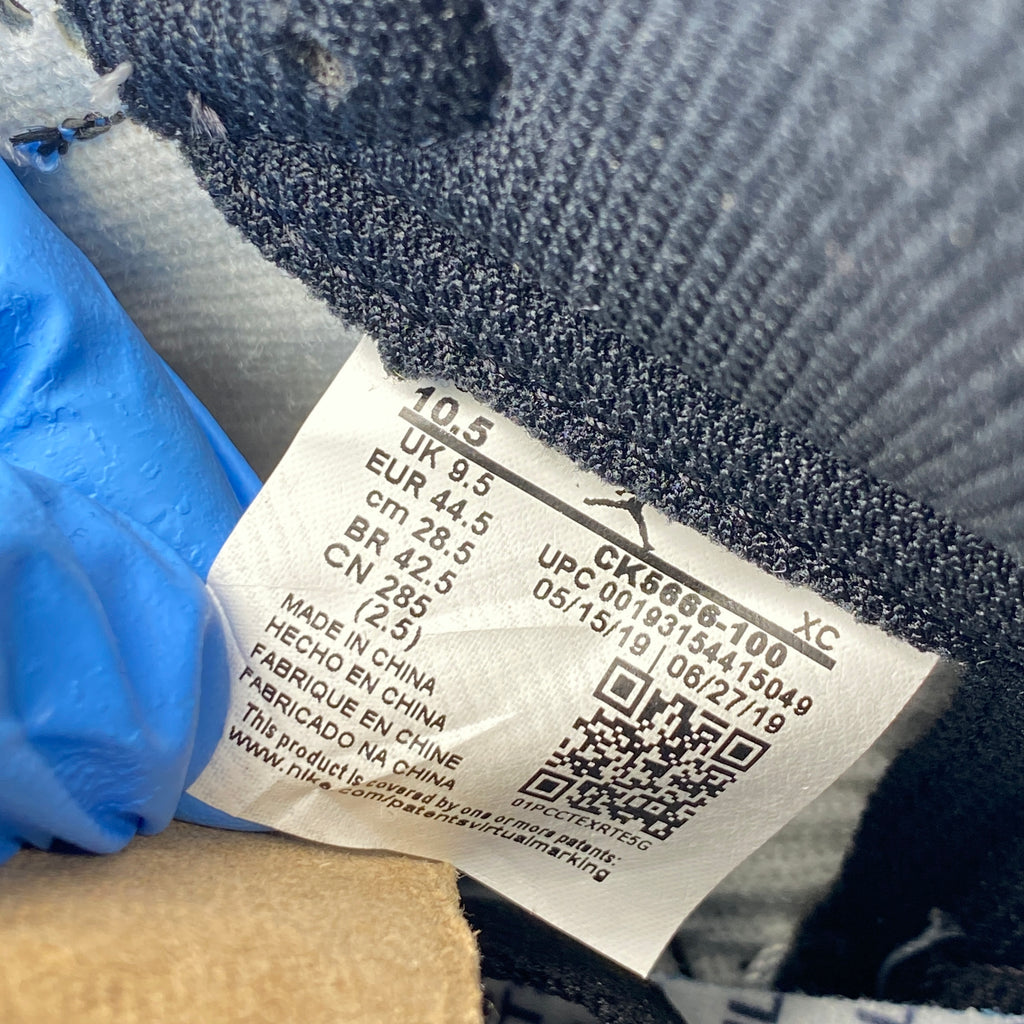 10.5
UK 9.5
EUR 44.5
cm 28.5
BR 42.5
CN 285
(2.5)
MADE IN CHINA
HECHO EN CHINA
FABRIQUE EN CHINE
FABRICADO NA CHINA
This product is covered by one or more patents:
www.nike.com/patentsvirtualmarking
XC
CK5666-100
UPC 00193154415049
05/15/19 | 06/27/19
01PCCTEXRTE5G